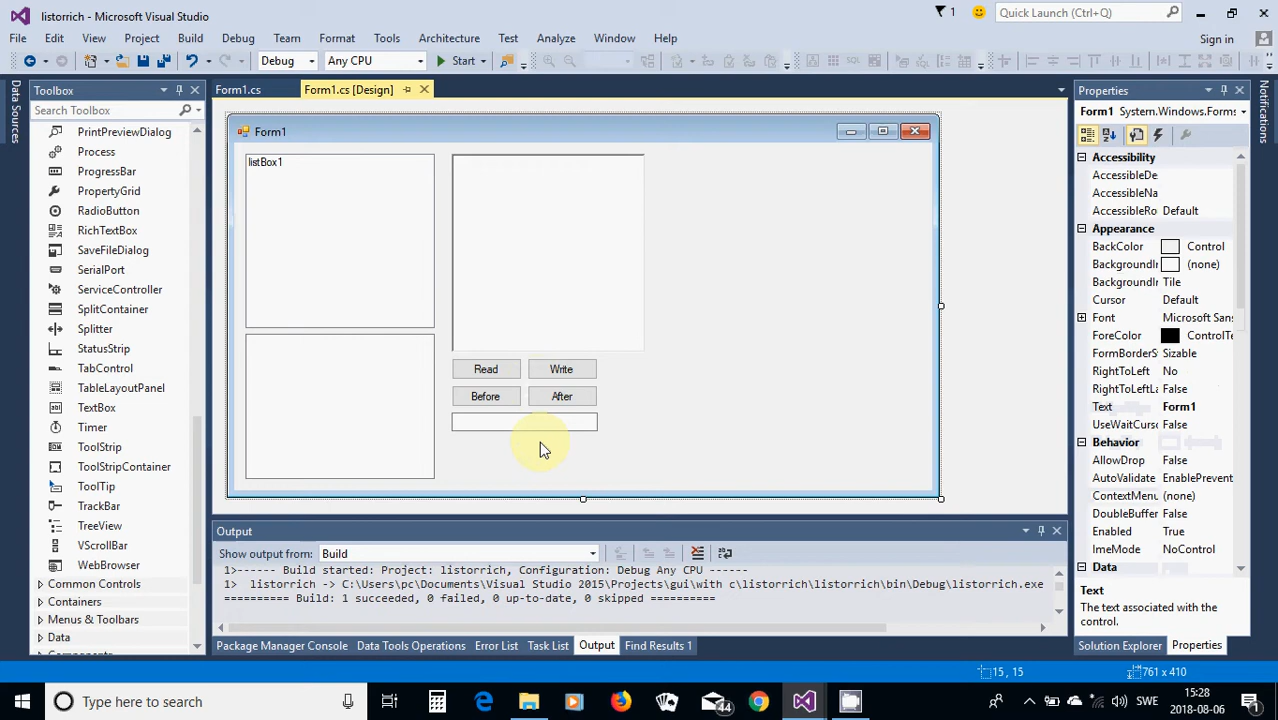 listorrich - Microsoft Visual Studio
1
Quick Launch (Ctrl+Q)
File Edit View Project Build Debug Team Format Tools Architecture Test Analyze Window Help
Sign in
Debug Any CPU Start
Data Sources
Toolbox
Search Toolbox
PrintPreviewDialog
Process
ProgressBar
PropertyGrid
RadioButton
RichTextBox
SaveFileDialog
SerialPort
ServiceController
SplitContainer
Splitter
StatusStrip
TabControl
TableLayoutPanel
TextBox
Timer
ToolStrip
ToolStripContainer
ToolTip
TrackBar
TreeView
VScrollBar
WebBrowser
Common Controls
Containers
Menus & Toolbars
Data
Form1.cs
Form1.cs [Design]
Form1
listBox1
Read Write
Before After
Output
Show output from: Build
1>------ Build started: Project: listorrich, Configuration: Debug Any CPU ------
1> listorrich -> C:\Users\pc\Documents\Visual Studio 2015\Projects\gui\with c\listorrich\listorrich\bin\Debug\listorrich.exe
========== Build: 1 succeeded, 0 failed, 0 up-to-date, 0 skipped ==========
Package Manager Console Data Tools Operations Error List Task List Output Find Results 1
Properties
Form1 System.Windows.Forms
Accessibility
AccessibleDe
AccessibleNa
AccessibleRo Default
Appearance
BackColor Control
BackgroundIr (none)
BackgroundIr Tile
Cursor Default
Font Microsoft Sans
ForeColor ControlTe
FormBorderSt Sizable
RightToLeft No
RightToLeftLa False
Text Form1
UseWaitCurs False
Behavior
AllowDrop False
AutoValidate EnablePrevent
ContextMenu (none)
DoubleBuffer False
Enabled True
ImeMode NoControl
Data
Text
The text associated with the control.
Solution Explorer Properties
Notifications
15, 15
761 x 410
Type here to search
44
SWE
15:28
2018-08-06
1